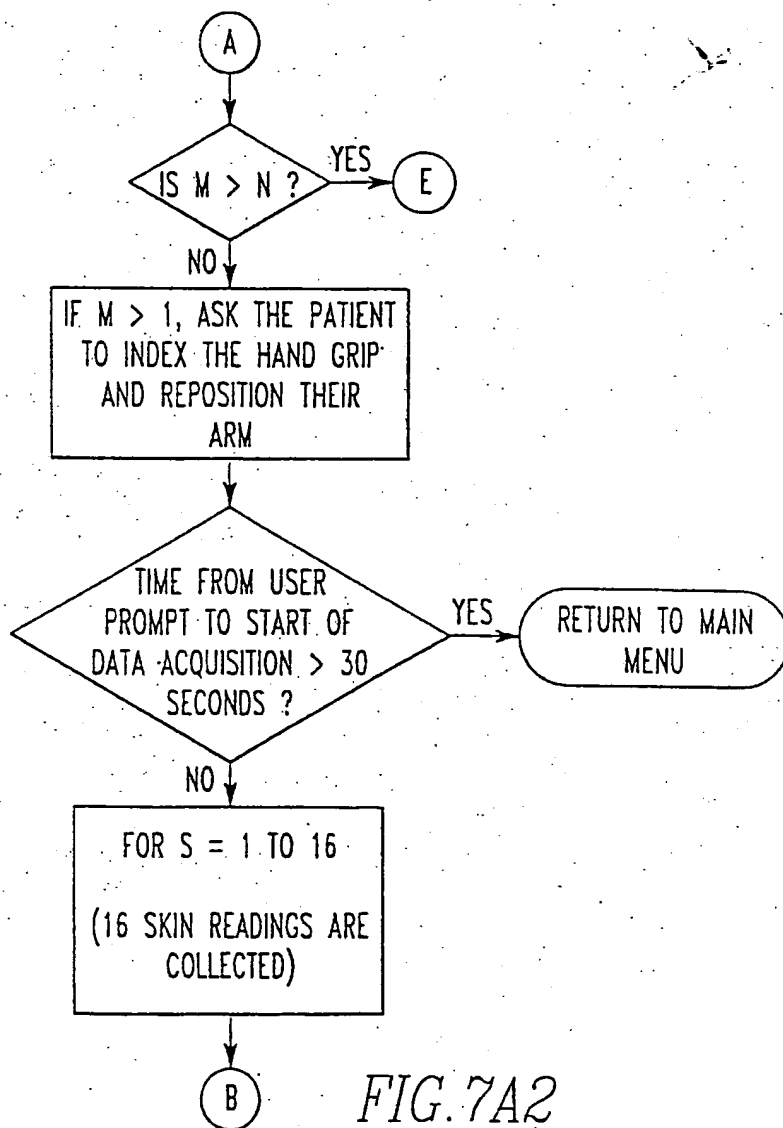 A
IS M > N ?
YES
E
NO
IF M > 1, ASK THE PATIENT
TO INDEX THE HAND GRIP
AND REPOSITION THEIR
ARM
TIME FROM USER
PROMPT TO START OF
DATA ACQUISITION > 30
SECONDS ?
YES
RETURN TO MAIN
MENU
NO
FOR S = 1 TO 16
(16 SKIN READINGS ARE
COLLECTED)
B
FIG. 7A2